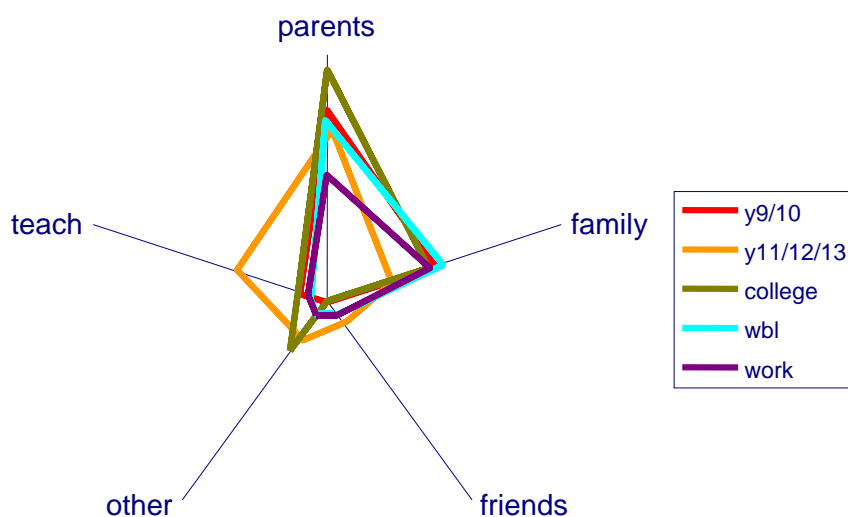 parents
teach
family
other
friends
y9/10
y11/12/13
college
wbl
work